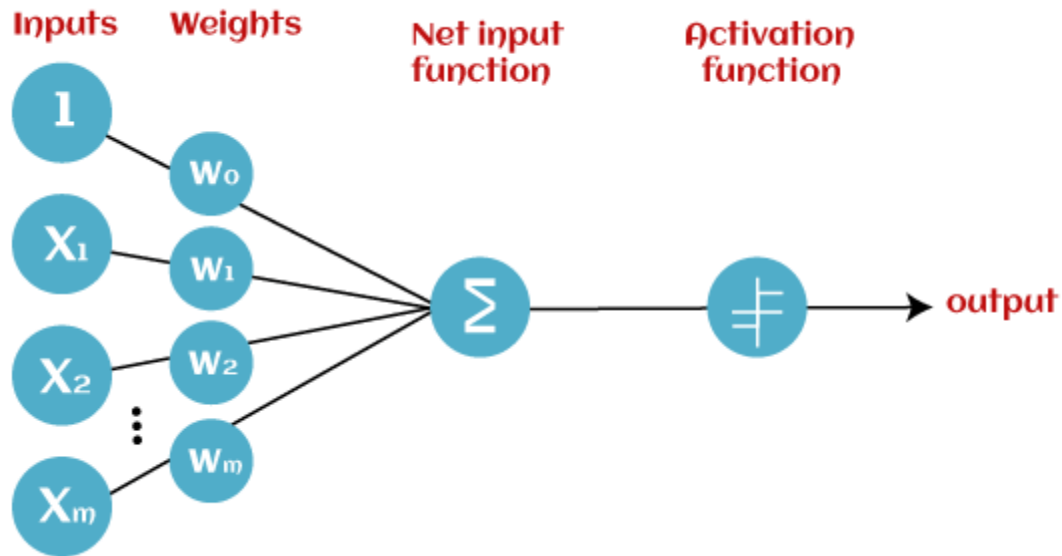 Inputs Weights Net input function Activation function
1
W₀
X₁
W₁
Σ
output
X₂
W₂
Wₘ
Xₘ